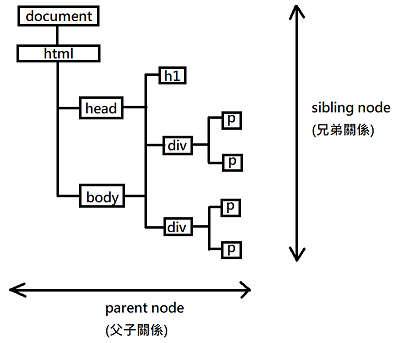 document
html
h1
head
p
div
p
body
p
div
p
sibling node
(兄弟關係)
parent node
(父子關係)